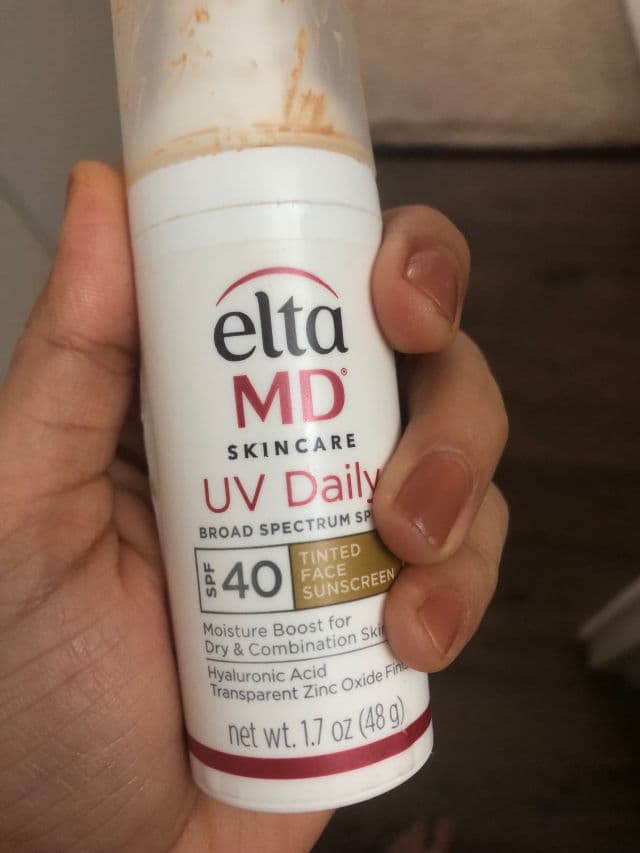 elta
MD®
SKINCARE
UV Daily
BROAD SPECTRUM
SPF 40
TINTED
FACE
SUNSCREEN
Moisture Boost for
Dry & Combination
Hyaluronic Acid
Transparent Zinc Oxide
net wt. 1.7 oz (48 g)